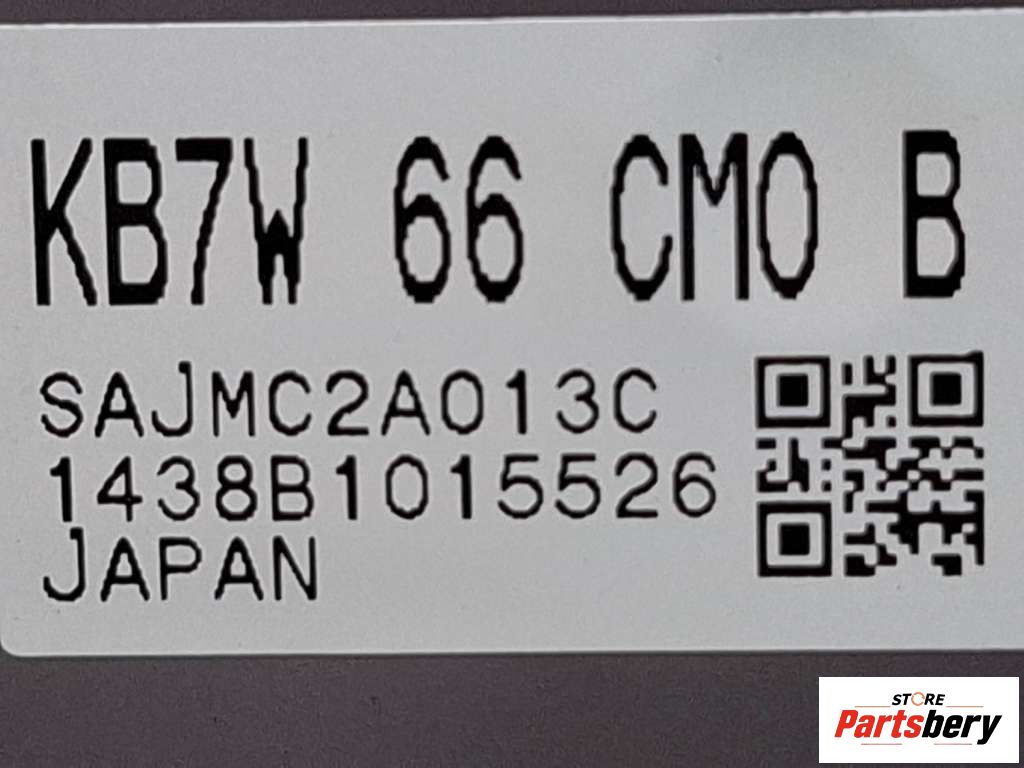 KB7W 66 CM0 B
SAJMC2A013C
1438B1015526
JAPAN
STORE
Partsbery